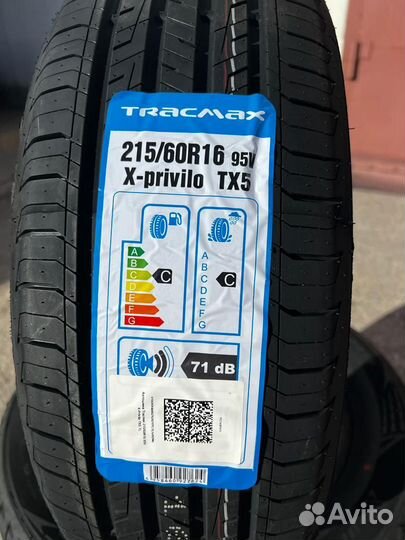 TRACMAX
215/60R16 95V
X-privilo TX5
A
B
C
D
E
F
G
C
A
B
C
D
E
F
G
C
71 dB
Avito